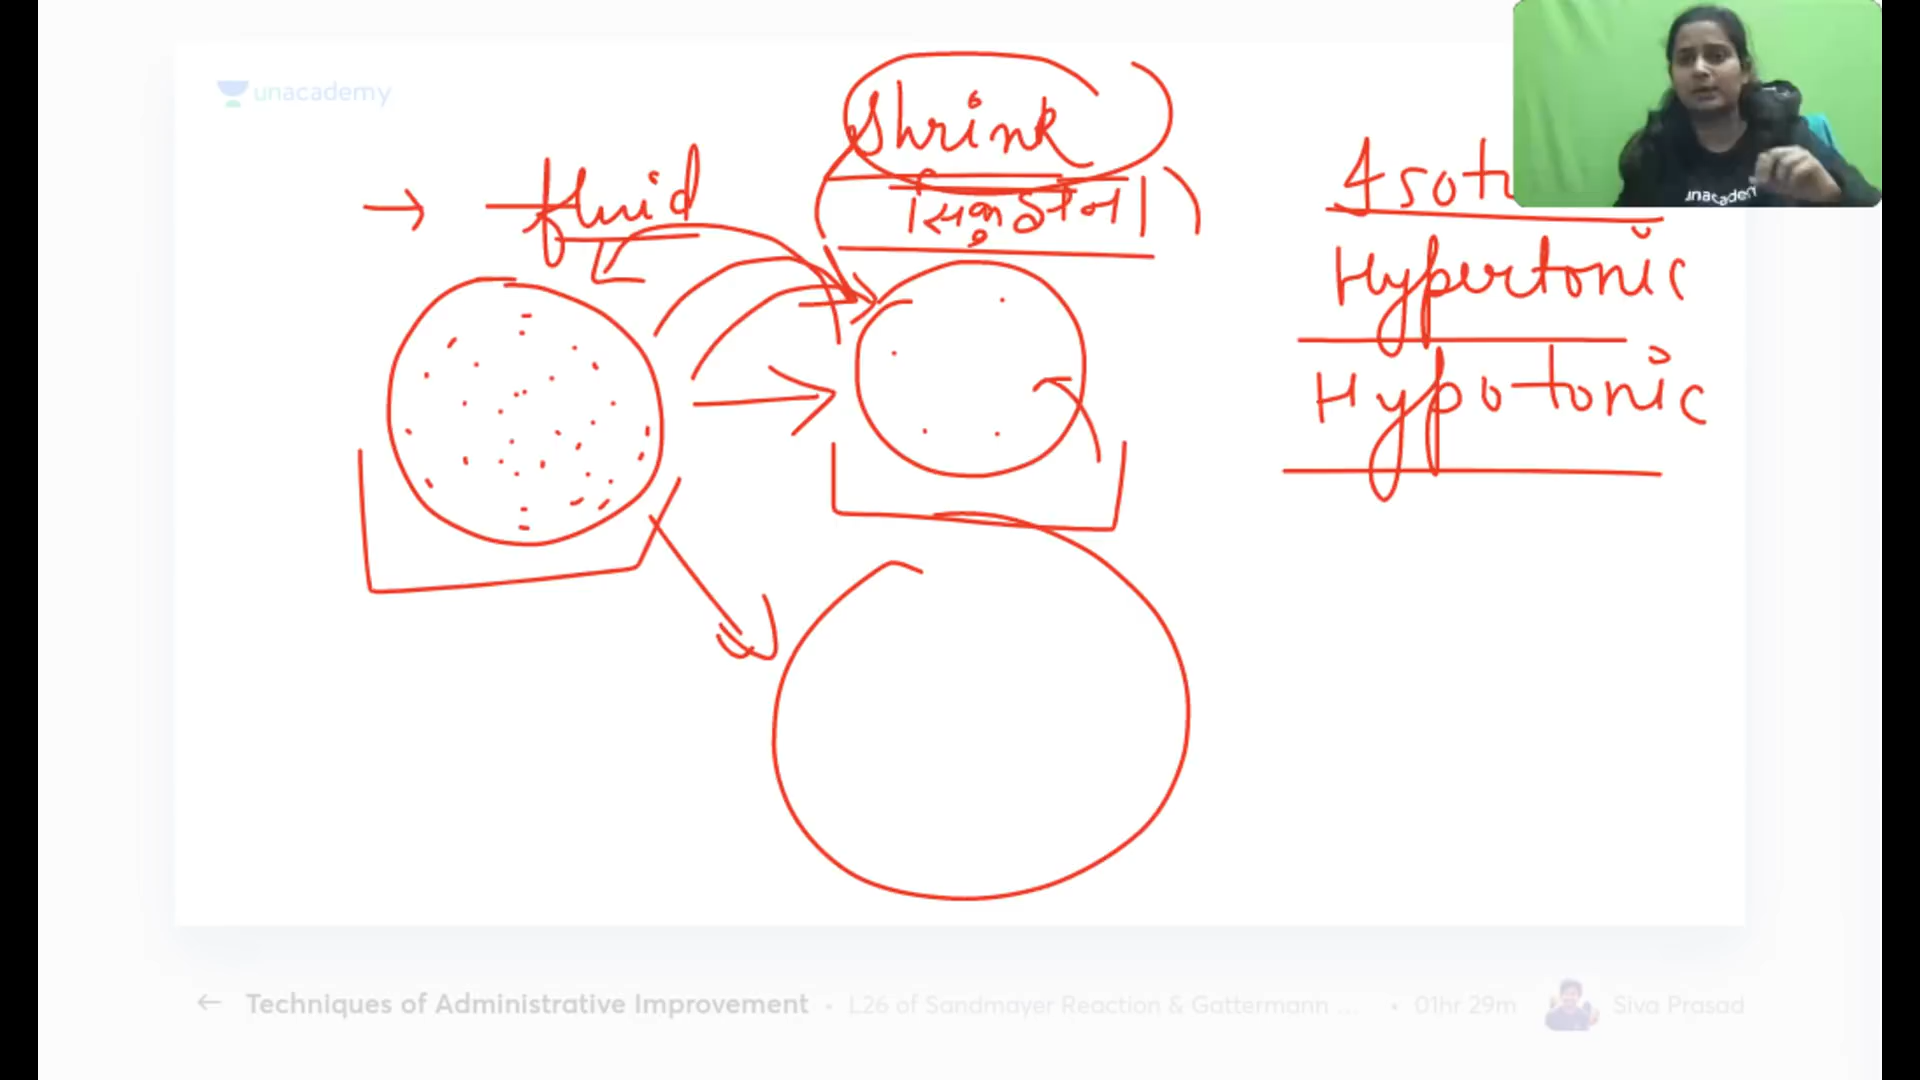 unacademy
Shrink
→ fluid
Isot
Hypertonic
Hypotonic
unacademy
← Techniques of Administrative Improvement • L26 of Sandmayer Reaction & Gattermann ... • 01hr 29m Siva Prasad